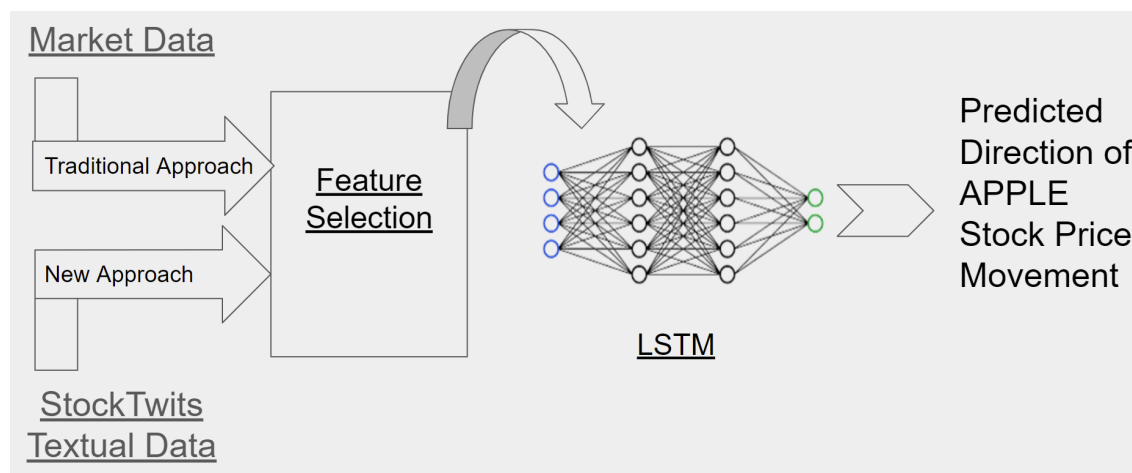 Market Data
Traditional Approach
New Approach
StockTwits
Textual Data
Feature
Selection
LSTM
Predicted
Direction of
APPLE
Stock Price
Movement